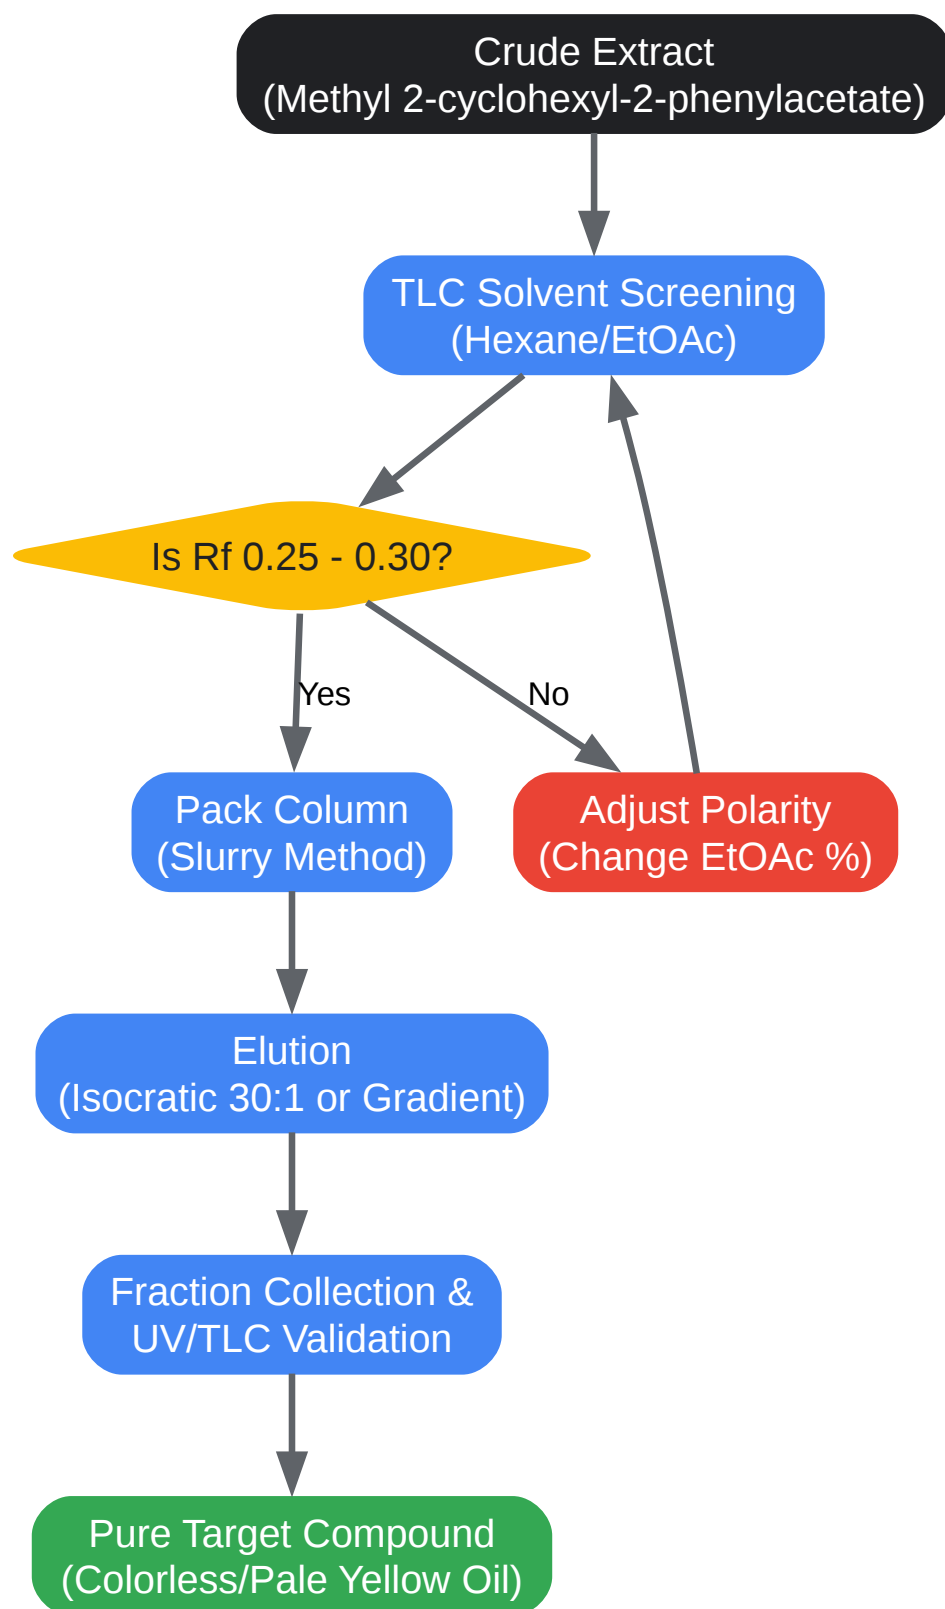 Crude Extract
(Methyl 2-cyclohexyl-2-phenylacetate)
TLC Solvent Screening
(Hexane/EtOAc)
Is Rf 0.25 - 0.30?
Yes
No
Pack Column
(Slurry Method)
Adjust Polarity
(Change EtOAc %)
Elution
(Isocratic 30:1 or Gradient)
Fraction Collection &
UV/TLC Validation
Pure Target Compound
(Colorless/Pale Yellow Oil)